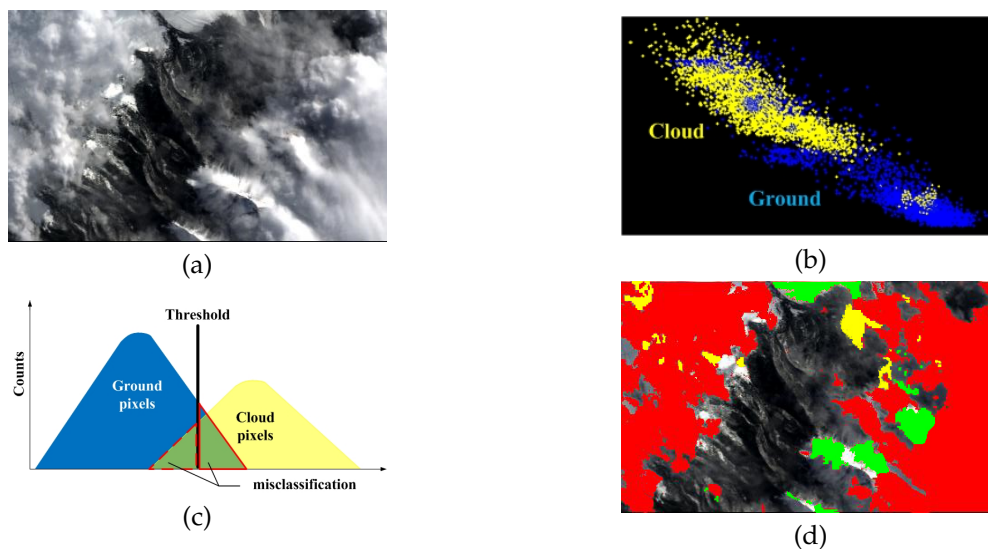 (a)
Cloud
Ground
(b)
Threshold
Counts
Ground
pixels
Cloud
pixels
misclassification
(c)
(d)